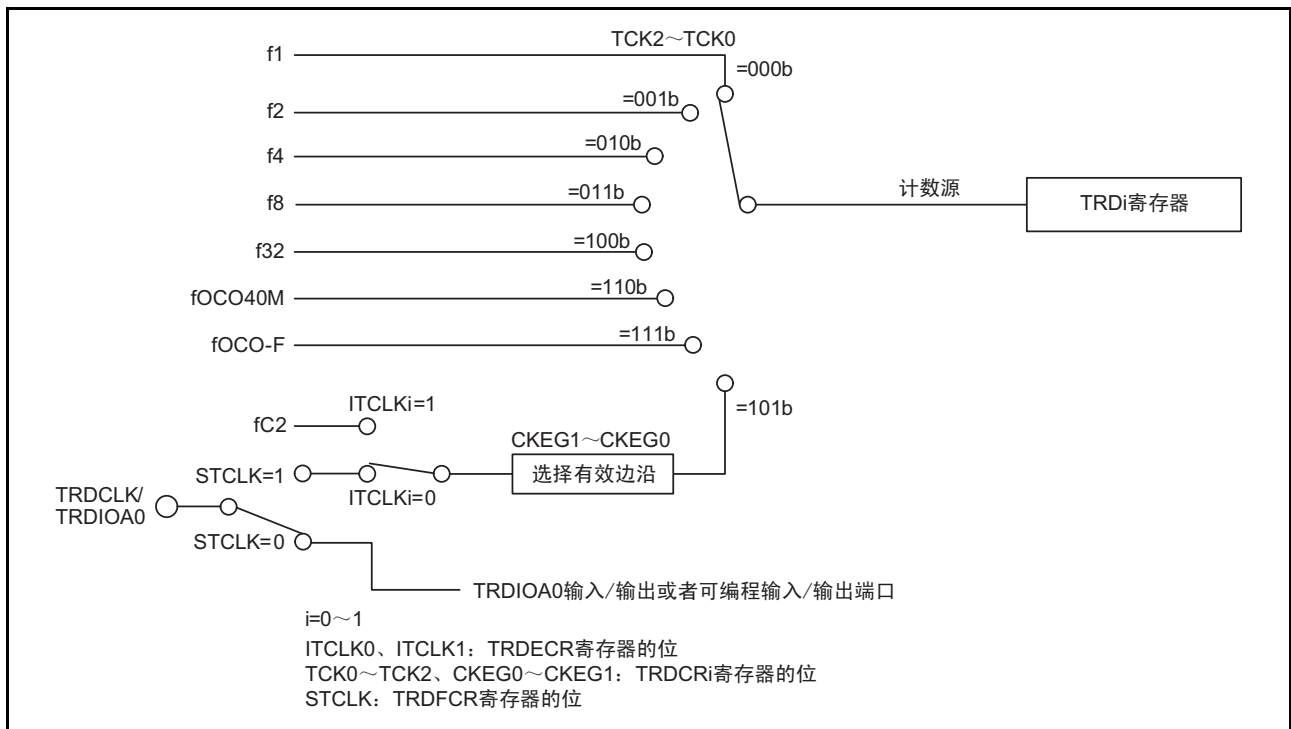 TCK2～TCK0
f1
=000b
f2
=001b
f4
=010b
f8
=011b
计数源
TRDi寄存器
f32
=100b
fOCO40M
=110b
fOCO-F
=111b
=101b
fC2
ITCLKi=1
CKEG1～CKEG0
选择有效边沿
STCLK=1
ITCLKi=0
TRDCLK/
TRDIOA0
STCLK=0
TRDIOA0输入/输出或者可编程输入/输出端口
i=0～1
ITCLK0、ITCLK1：TRDECR寄存器的位
TCK0～TCK2、CKEG0～CKEG1：TRDCRi寄存器的位
STCLK：TRDFCR寄存器的位